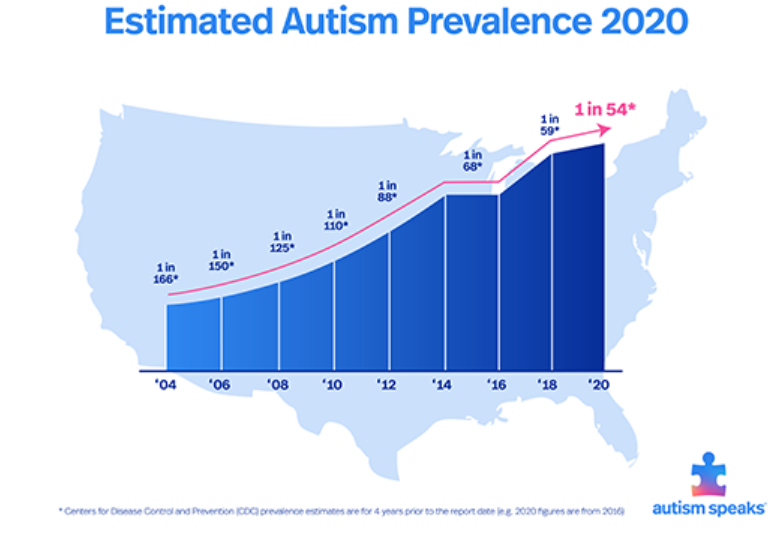 Estimated Autism Prevalence 2020
1 in
166*
1 in
150*
1 in
125*
1 in
110*
1 in
88*
1 in
68*
1 in
59*
1 in 54*
‘04
‘06
‘08
‘10
‘12
‘14
‘16
‘18
‘20
* Centers for Disease Control and Prevention (CDC) prevalence estimates are for 4 years prior to the report date (e.g. 2020 figures are from 2016)
autism speaks